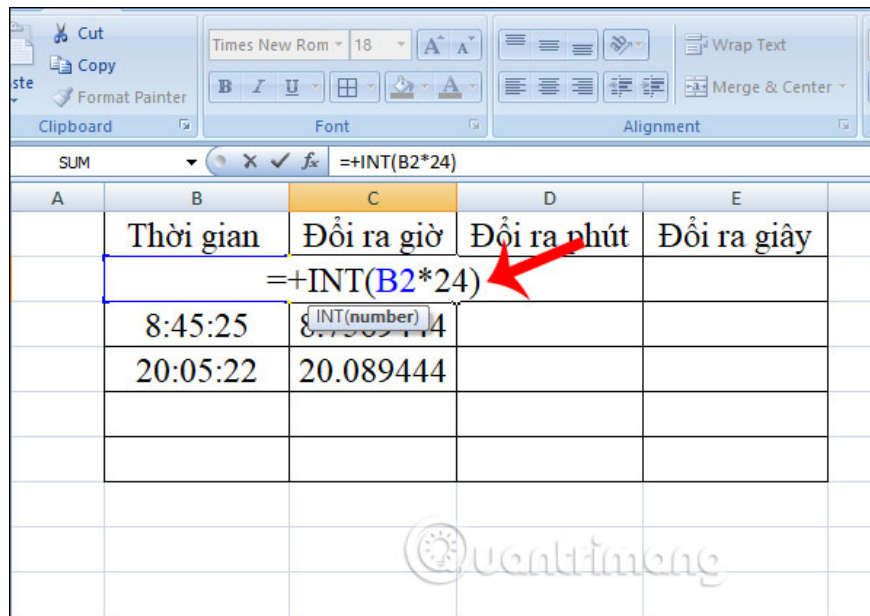 Cut
Copy
ste
Format Painter
Clipboard
Times New Rom 18 A A
B I U A
Font
Wrap Text
Merge & Center
Alignment
SUM fx =+INT(B2*24)
A B C D E
Thời gian Đổi ra giờ Đổi ra phút Đổi ra giây
=+INT(B2*24)
INT(number)
8:45:25
20:05:22 20.089444
Quantrimang